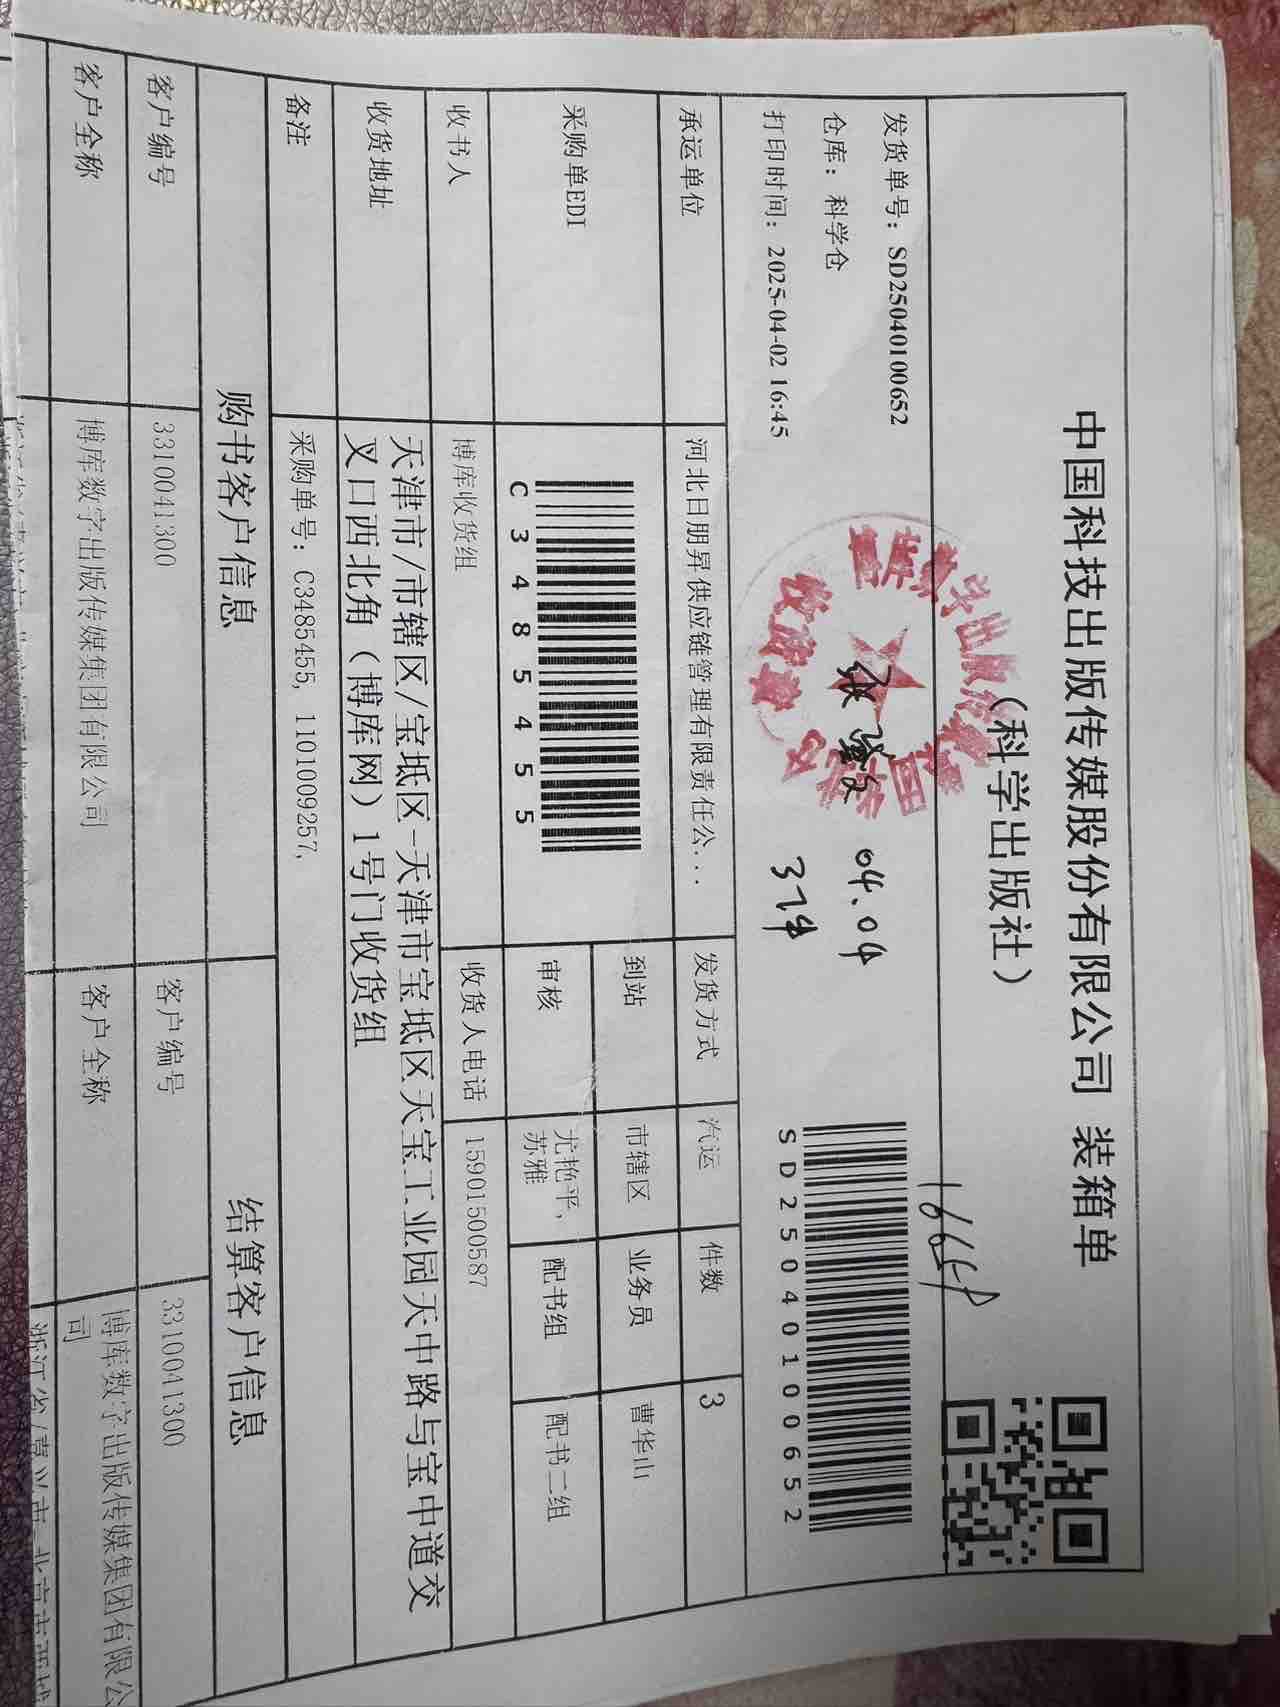 中国科技出版传媒股份有限公司 装箱单
(科学出版社)
1665P
发货单号: SD250401100652
仓库: 科学仓
打印时间: 2025-04-02 16:45
04.04
3件
SD250401100652
承运单位 河北日朋昇供应链管理有限责任公... 发货方式 汽运 件数 3
采购单EDI C3485455 到站 市辖区 业务员 曹华山
审核 尤艳平, 苏雅 配书组 配书二组
收书人 博库收货组 收货人电话 15901500587
收货地址 天津市/市辖区/宝坻区-天津市宝坻区天宝工业园天中路与宝中道交
叉口西北角(博库网)1号门收货组
备注 采购单号: C3485455, 1101009257,
购书客户信息 结算客户信息
客户编号 3310041300 客户编号 3310041300
客户全称 博库数字出版传媒集团有限公司 客户全称 博库数字出版传媒集团有限公
司